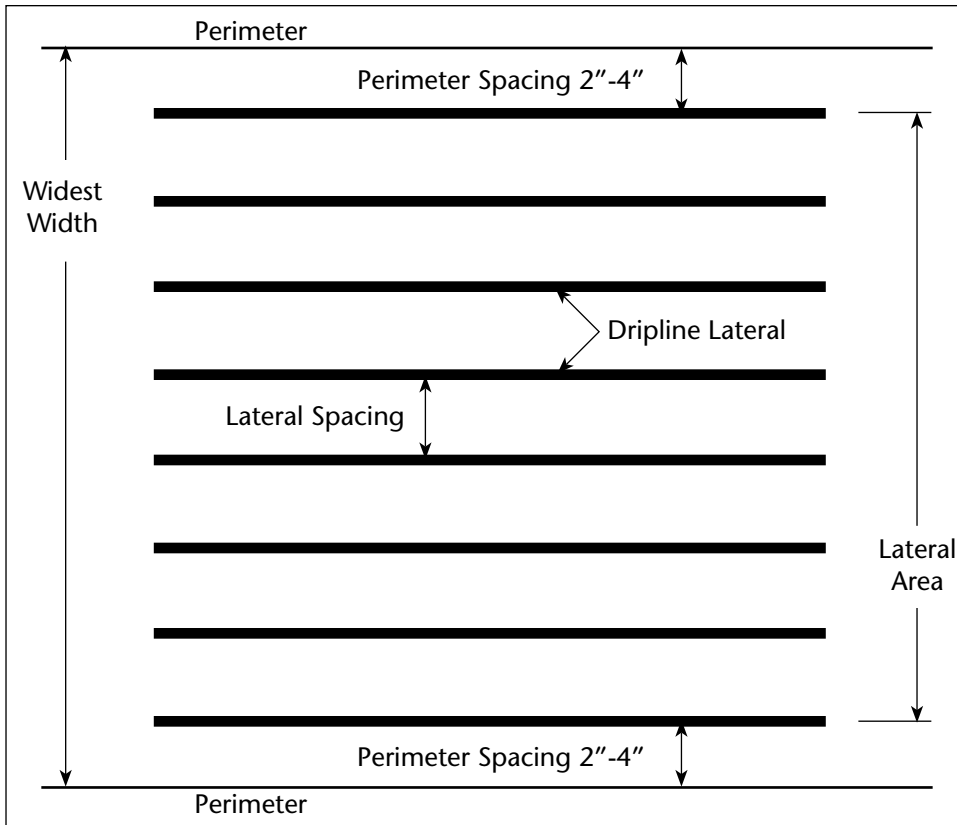 Perimeter
Perimeter Spacing 2″-4″
Widest
Width
Dripline Lateral
Lateral Spacing
Lateral
Area
Perimeter Spacing 2″-4″
Perimeter